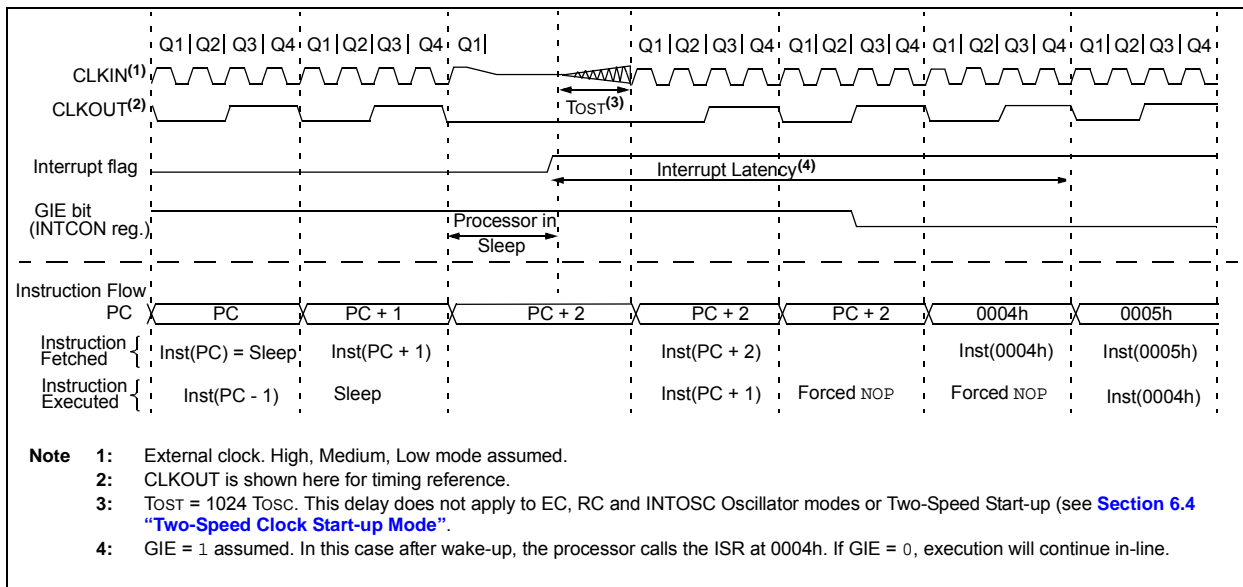 Q1 Q2 Q3 Q4 Q1 Q2 Q3 Q4 Q1 Q1 Q2 Q3 Q4 Q1 Q2 Q3 Q4 Q1 Q2 Q3 Q4 Q1 Q2 Q3 Q4
CLKIN(1)
CLKOUT(2)
TOST(3)
Interrupt flag
Interrupt Latency(4)
GIE bit
(INTCON reg.)
Processor in
Sleep
Instruction Flow
PC PC PC + 1 PC + 2 PC + 2 PC + 2 0004h 0005h
Instruction
Fetched
Inst(PC) = Sleep Inst(PC + 1) Inst(PC + 2) Inst(0004h) Inst(0005h)
Instruction
Executed
Inst(PC - 1) Sleep Inst(PC + 1) Forced NOP Forced NOP Inst(0004h)
Note 1: External clock. High, Medium, Low mode assumed.
2: CLKOUT is shown here for timing reference.
3: TOST = 1024 TOSC. This delay does not apply to EC, RC and INTOSC Oscillator modes or Two-Speed Start-up (see Section 6.4
“Two-Speed Clock Start-up Mode”.
4: GIE = 1 assumed. In this case after wake-up, the processor calls the ISR at 0004h. If GIE = 0, execution will continue in-line.